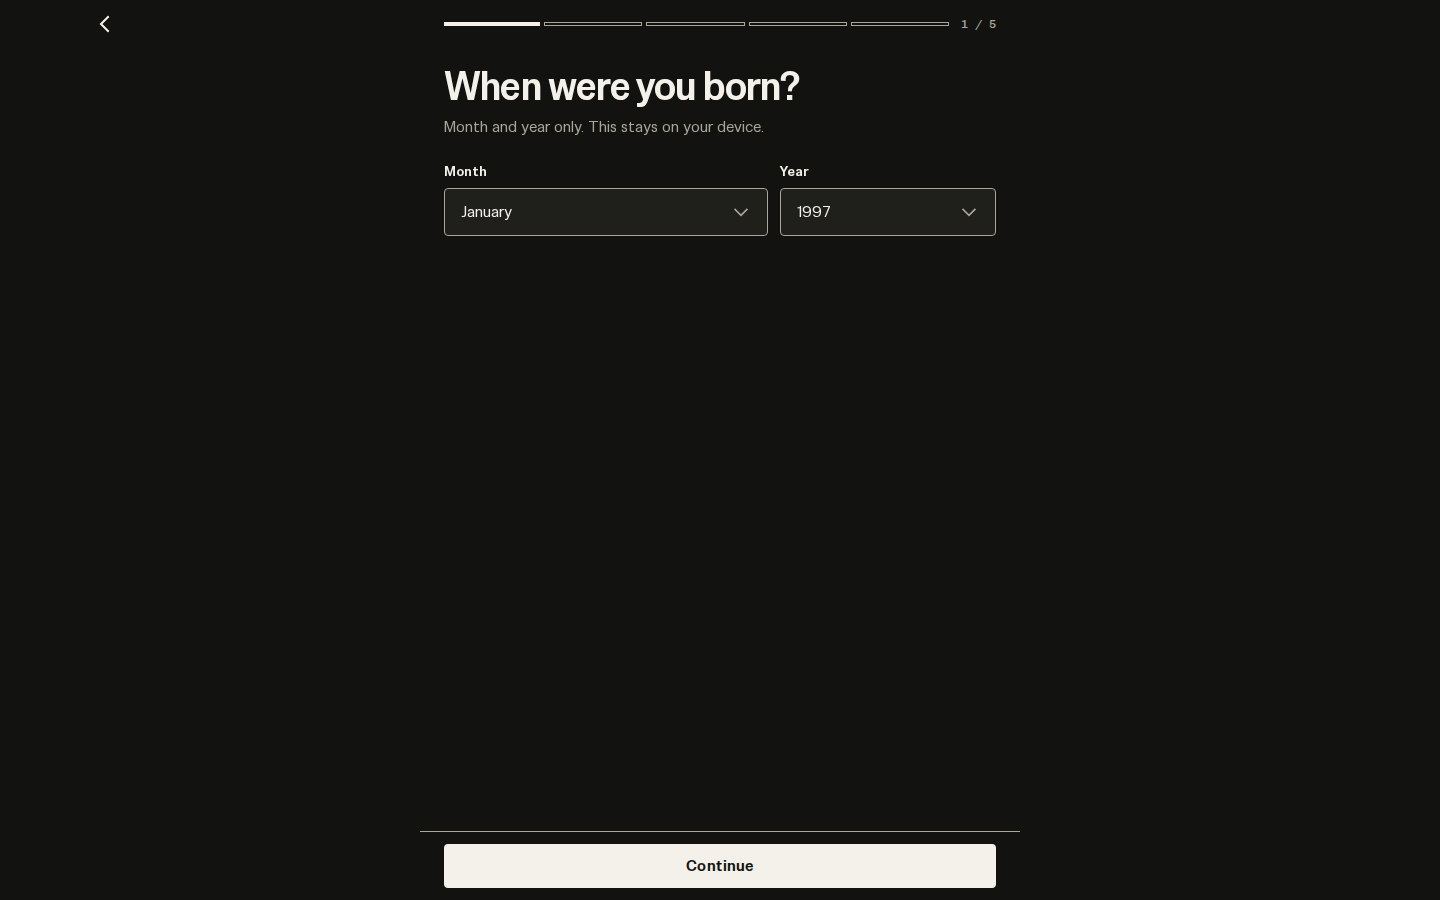 1 / 5
When were you born?
Month and year only. This stays on your device.
Month
Year
January
1997
Continue